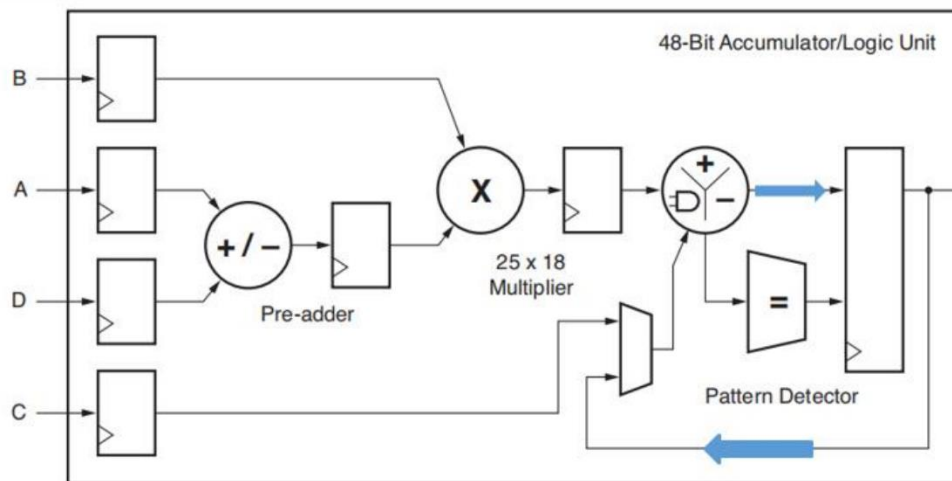 48-Bit Accumulator/Logic Unit
B
A
D
C
+ / −
Pre-adder
X
25 x 18
Multiplier
+
−
=
Pattern Detector